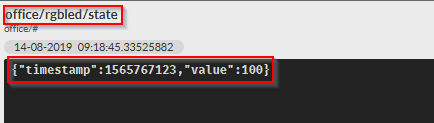 office/rgbled/state
office/#
14-08-2019 09:18:45.33525882
{"timestamp":1565767123,"value":100}